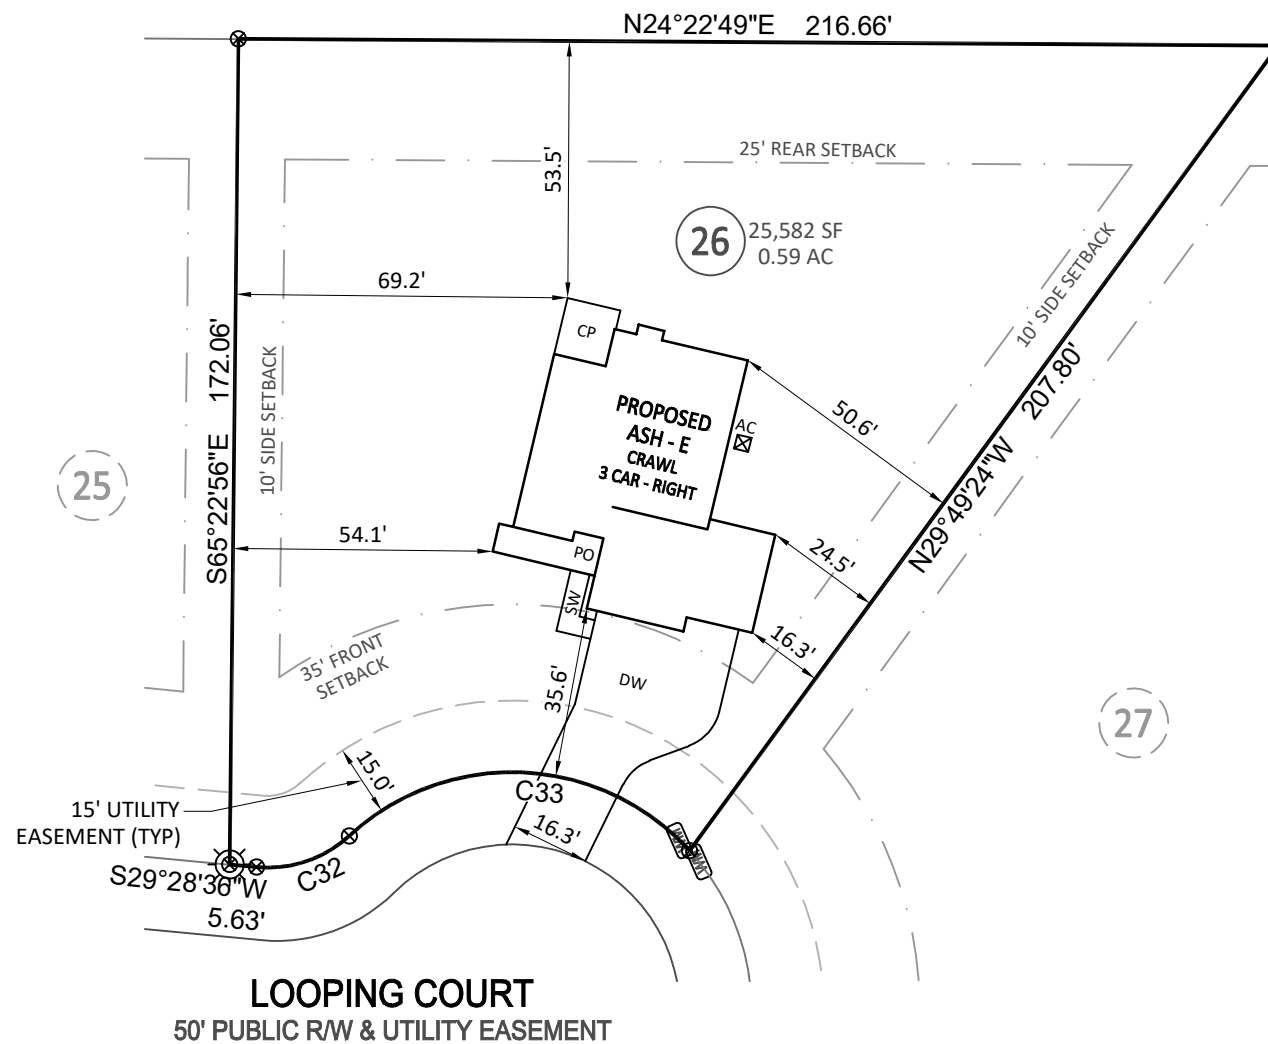 N24°22'49"E 216.66'
25' REAR SETBACK
53.5'
26
25,582 SF
0.59 AC
10' SIDE SETBACK
69.2'
CP
S65°22'56"E 172.06'
10' SIDE SETBACK
N29°49'24"W 207.80'
50.6'
PROPOSED
ASH - E
CRAWL
3 CAR - RIGHT
AC
25
54.1'
PO
24.5'
SW
16.3'
35' FRONT
SETBACK
35.6'
DW
27
15.0'
15' UTILITY
EASEMENT (TYP)
C33
16.3'
C32
S29°28'36"W
5.63'
LOOPING COURT
50' PUBLIC R/W & UTILITY EASEMENT